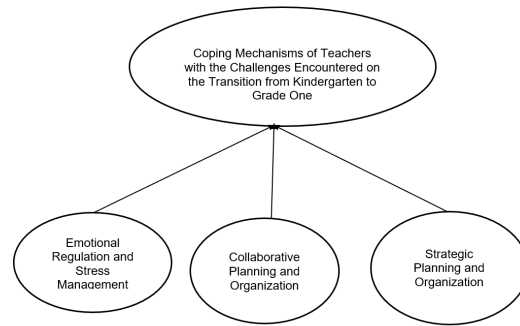 Coping Mechanisms of Teachers
with the Challenges Encountered on
the Transition from Kindergarten to
Grade One
Emotional
Regulation and
Stress
Management
Collaborative
Planning and
Organization
Strategic
Planning and
Organization